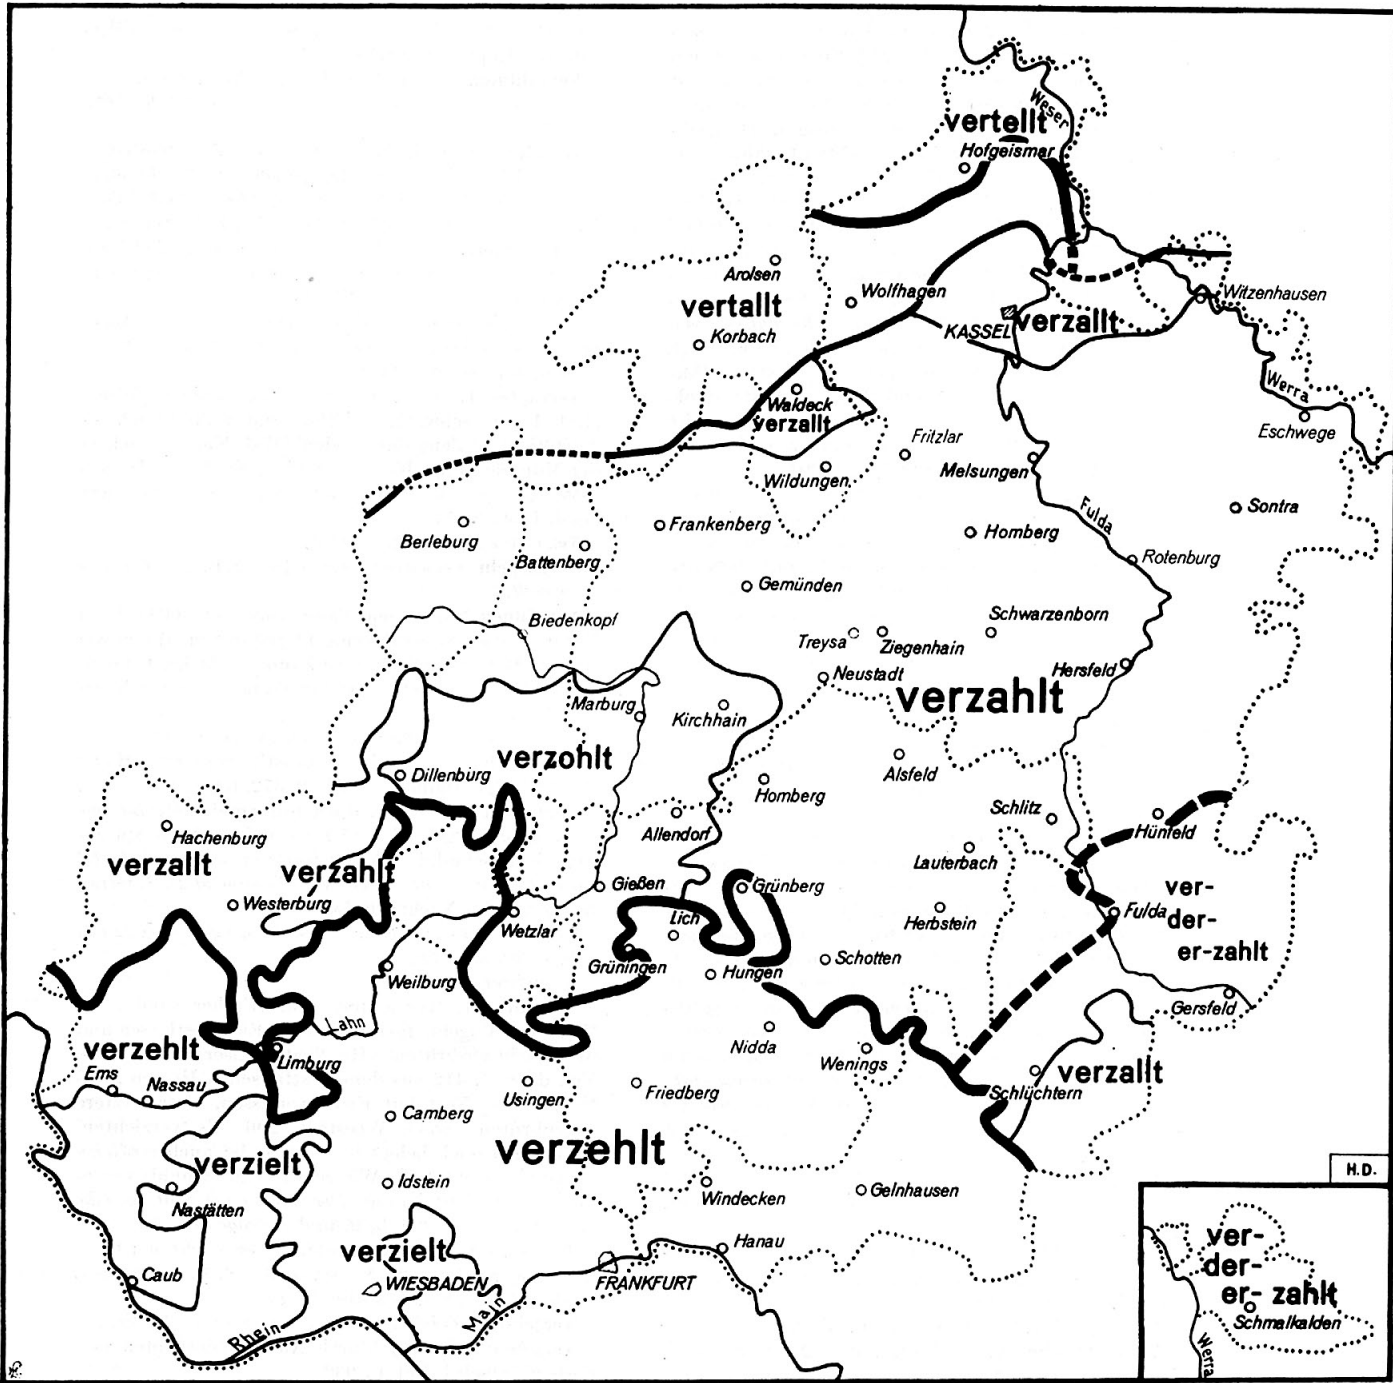 Weser
vertellt
Hofgeismar
Arolsen
Wolfhagen
Witzenhausen
vertallt
Korbach
KASSEL
verzallt
Werra
Waldeck
verzallt
Eschwege
Fritzlar
Melsungen
Wildungen
Fulda
Sontra
Frankenberg
Homberg
Berleburg
Battenberg
Rotenburg
Gemünden
Schwarzenborn
Biedenkopf
Treysa
Ziegenhain
Hersfeld
Neustadt
verzahlt
Marburg
Kirchhain
verzohlt
Dillenburg
Alsfeld
Homberg
Schlitz
Hünfeld
Hachenburg
Allendorf
verzallt
verzahlt
Lauterbach
Gießen
Grünberg
ver-
der-
er-zahlt
Westerburg
Lich
Herbstein
Fulda
Wetzlar
Grüningen
Hungen
Schotten
Weilburg
Gersfeld
Lahn
verzehlt
Limburg
Nidda
Wenings
Ems
Nassau
verzallt
Usingen
Friedberg
Schlüchtern
Camberg
verzehlt
verzielt
H.D.
Idstein
Windecken
Gelnhausen
Nastätten
Hanau
verzielt
ver-
der-
er- zahlt
Caub
WIESBADEN
FRANKFURT
Main
Rhein
Schmalkalden
Werra